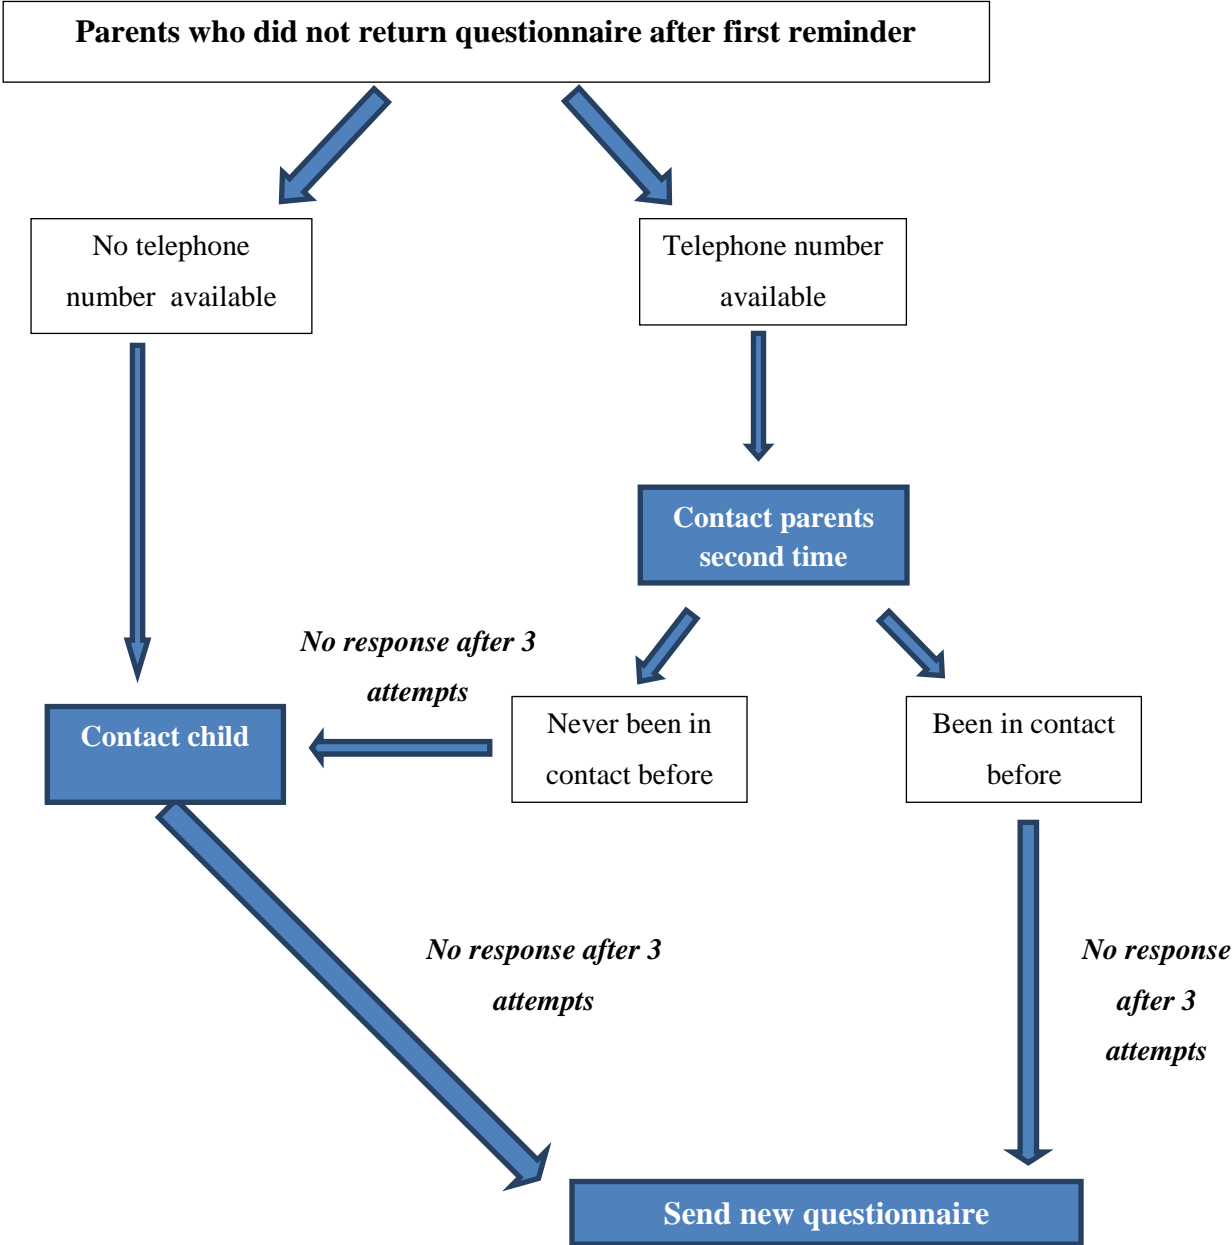 Parents who did not return questionnaire after first reminder
No telephone
number available
Telephone number
available
Contact parents
second time
No response after 3
attempts
Never been in
contact before
Been in contact
before
Contact child
No response after 3
attempts
No response
after 3
attempts
Send new questionnaire